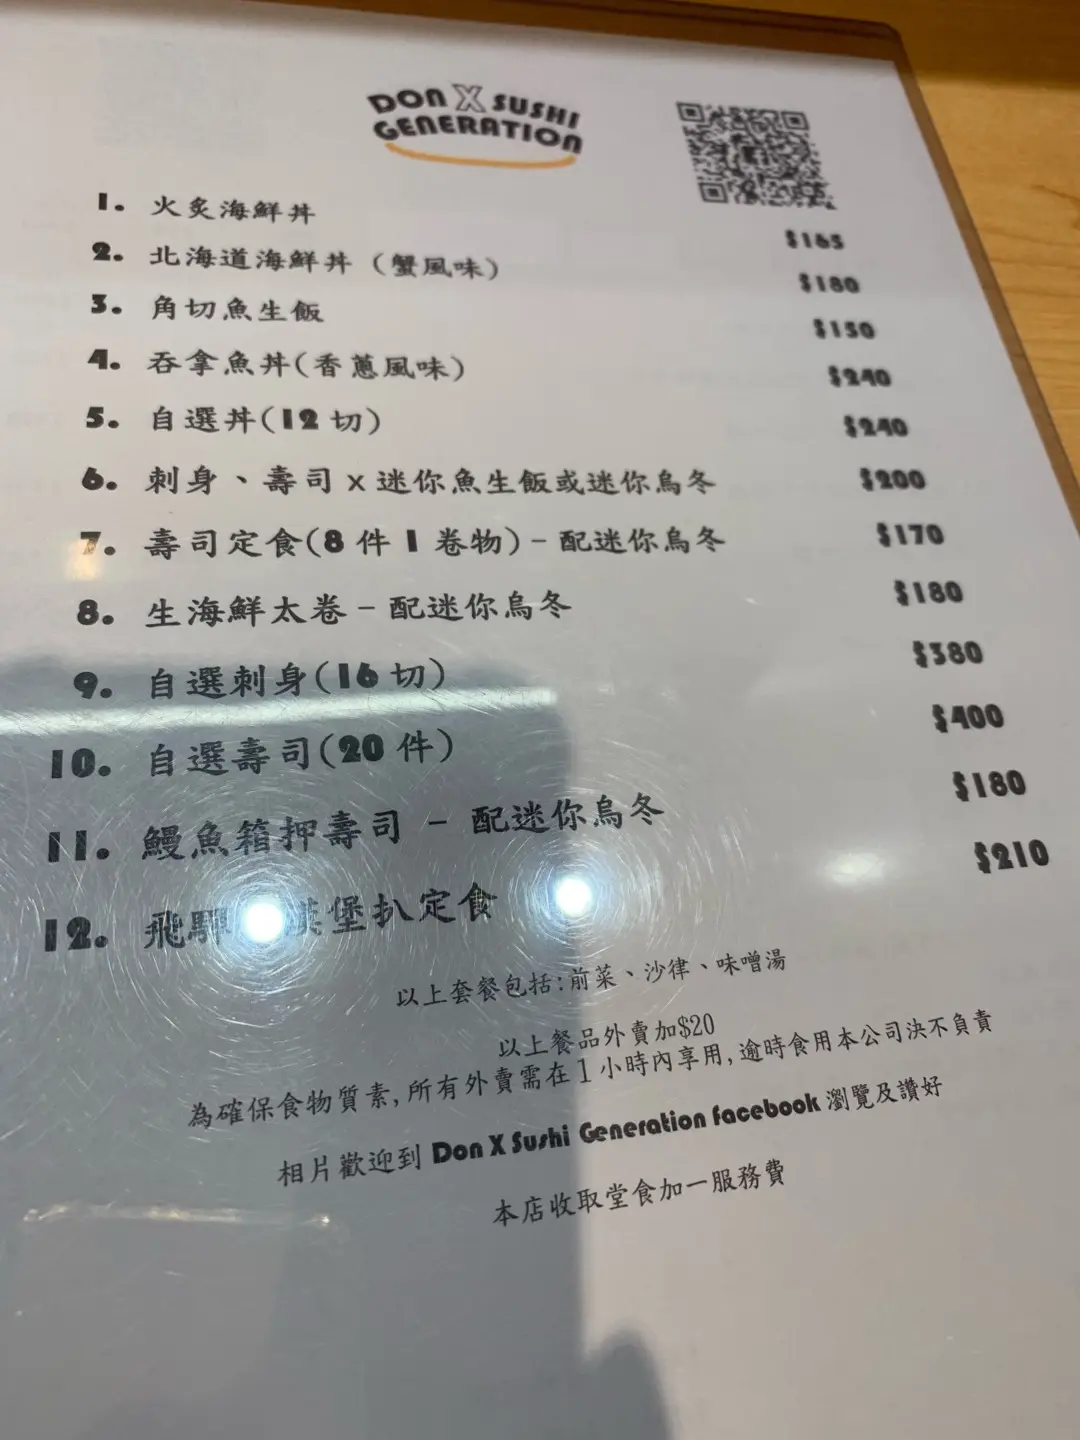 DON X SUSHI
GENERATION
1. 火炙海鮮丼 $165
2. 北海道海鮮丼 (蟹風味) $180
3. 角切魚生飯 $150
4. 吞拿魚丼(香蔥風味) $240
5. 自選丼(12 切) $240
6. 刺身、壽司 x 迷你魚生飯或迷你烏冬 $200
7. 壽司定食(8 件 1 卷物) - 配迷你烏冬 $170
8. 生海鮮太卷 - 配迷你烏冬 $180
9. 自選刺身(16 切) $380
10. 自選壽司(20 件) $400
11. 鰻魚箱押壽司 - 配迷你烏冬 $180
12. 飛驒 漢堡扒定食 $210
以上套餐包括:前菜、沙律、味噌湯
以上餐品外賣加$20
為確保食物質素,所有外賣需在 1 小時內享用,逾時食用本公司決不負責
相片歡迎到 Don X Sushi Generation Facebook 瀏覽及讚好
本店收取堂食加一服務費